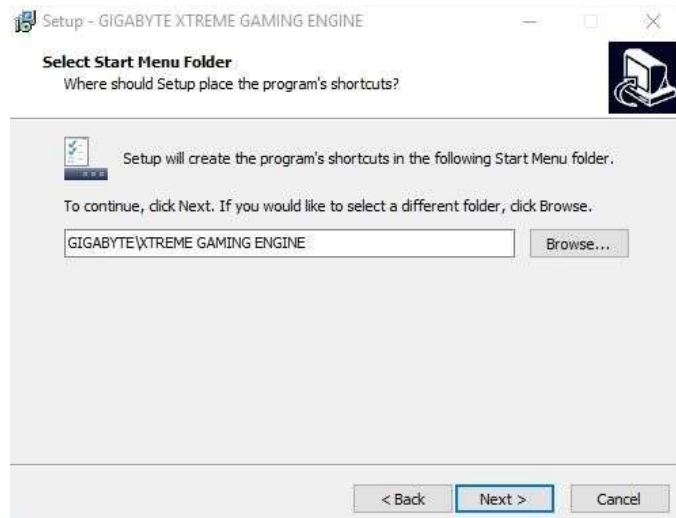 Setup - GIGABYTE XTREME GAMING ENGINE
Select Start Menu Folder
Where should Setup place the program's shortcuts?
Setup will create the program's shortcuts in the following Start Menu folder.
To continue, click Next. If you would like to select a different folder, click Browse.
GIGABYTE\XTREME GAMING ENGINE
Browse...
< Back
Next >
Cancel